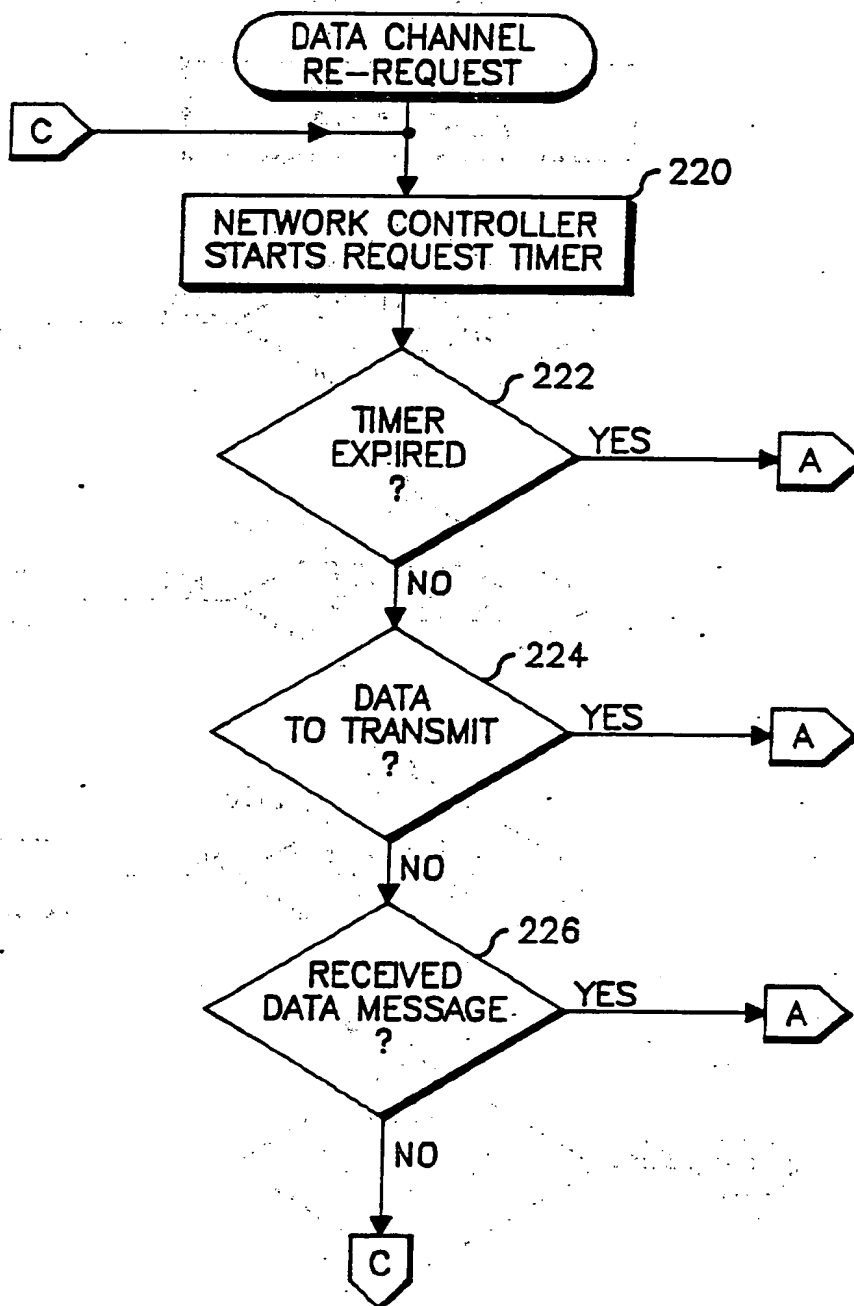 DATA CHANNEL
RE-REQUEST
C
220
NETWORK CONTROLLER
STARTS REQUEST TIMER
222
TIMER
EXPIRED
?
YES
A
NO
224
DATA
TO TRANSMIT
?
YES
A
NO
226
RECEIVED
DATA MESSAGE
?
YES
A
NO
C